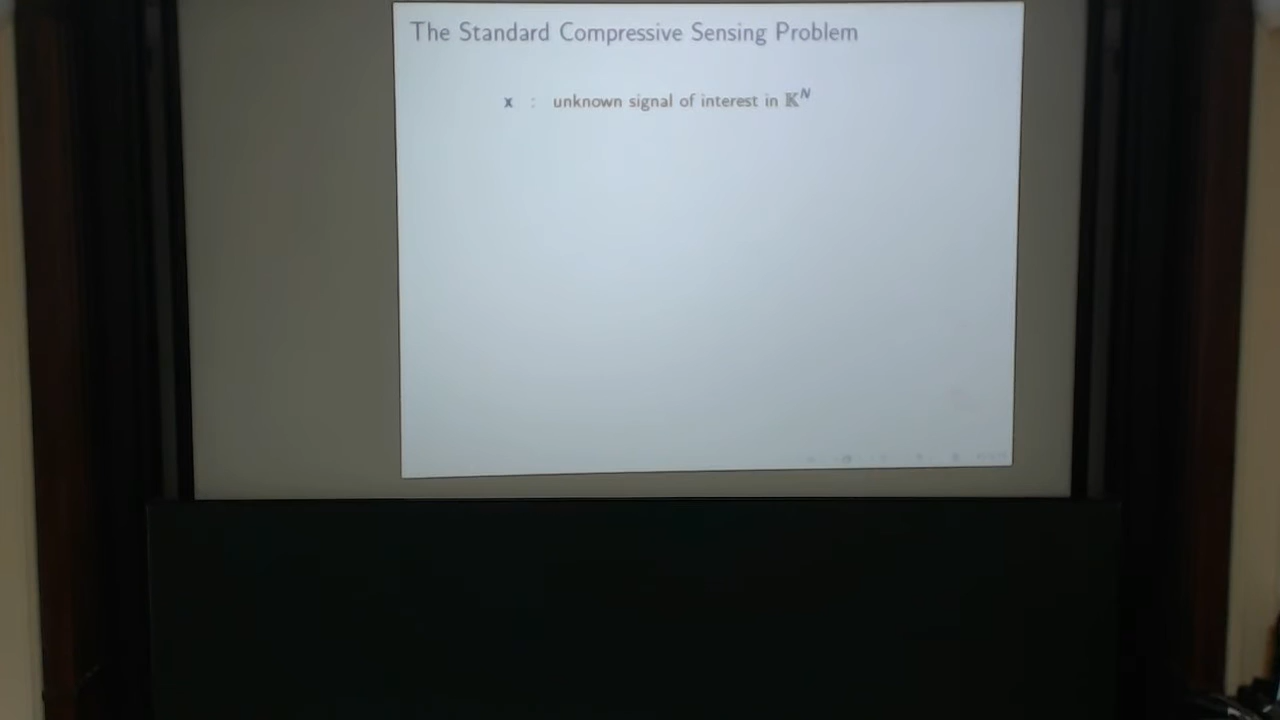 The Standard Compressive Sensing Problem
x : unknown signal of interest in 𝕂^N